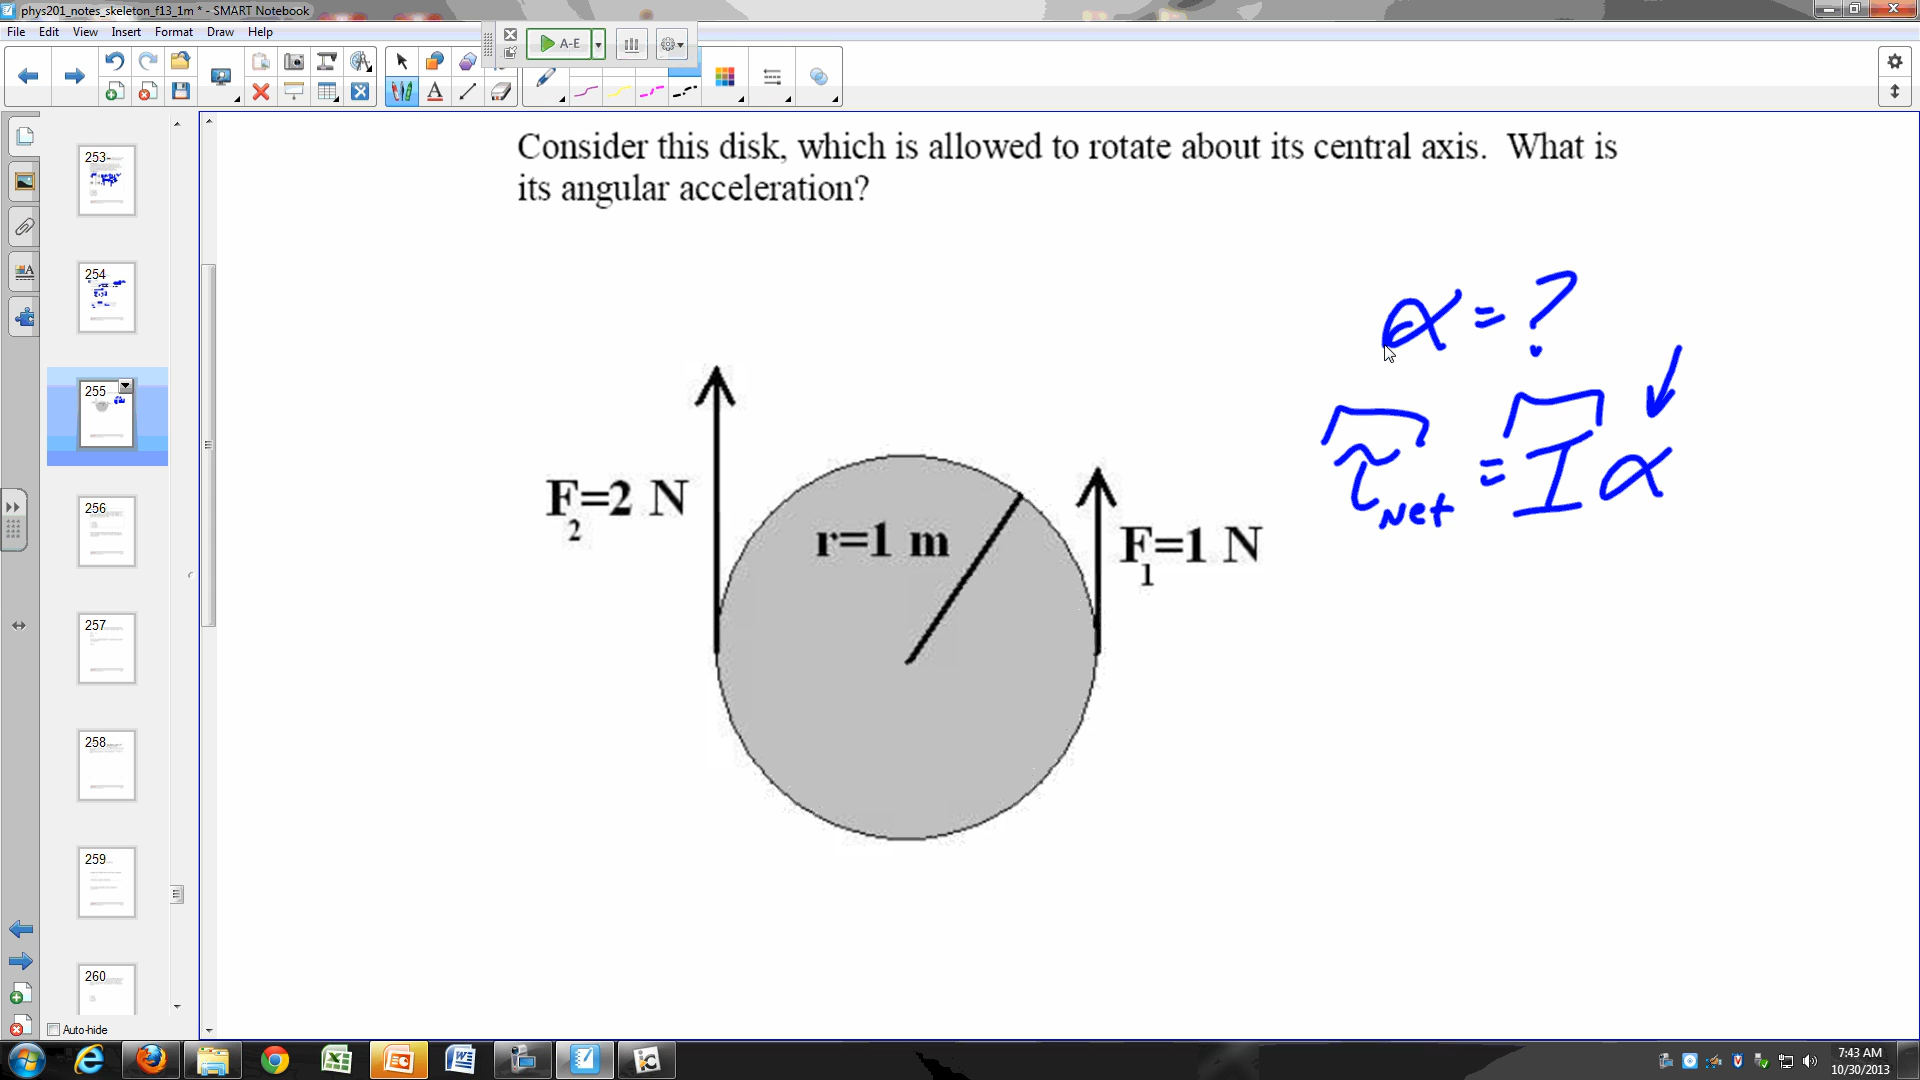 phys201_notes_skeleton_f13_1m * - SMART Notebook
File Edit View Insert Format Draw Help
A-E
Consider this disk, which is allowed to rotate about its central axis. What is
its angular acceleration?
α = ?
τNet = I α
F2=2 N
r=1 m
F1=1 N
253
254
255
256
257
258
259
260
Auto-hide
7:43 AM
10/30/2013